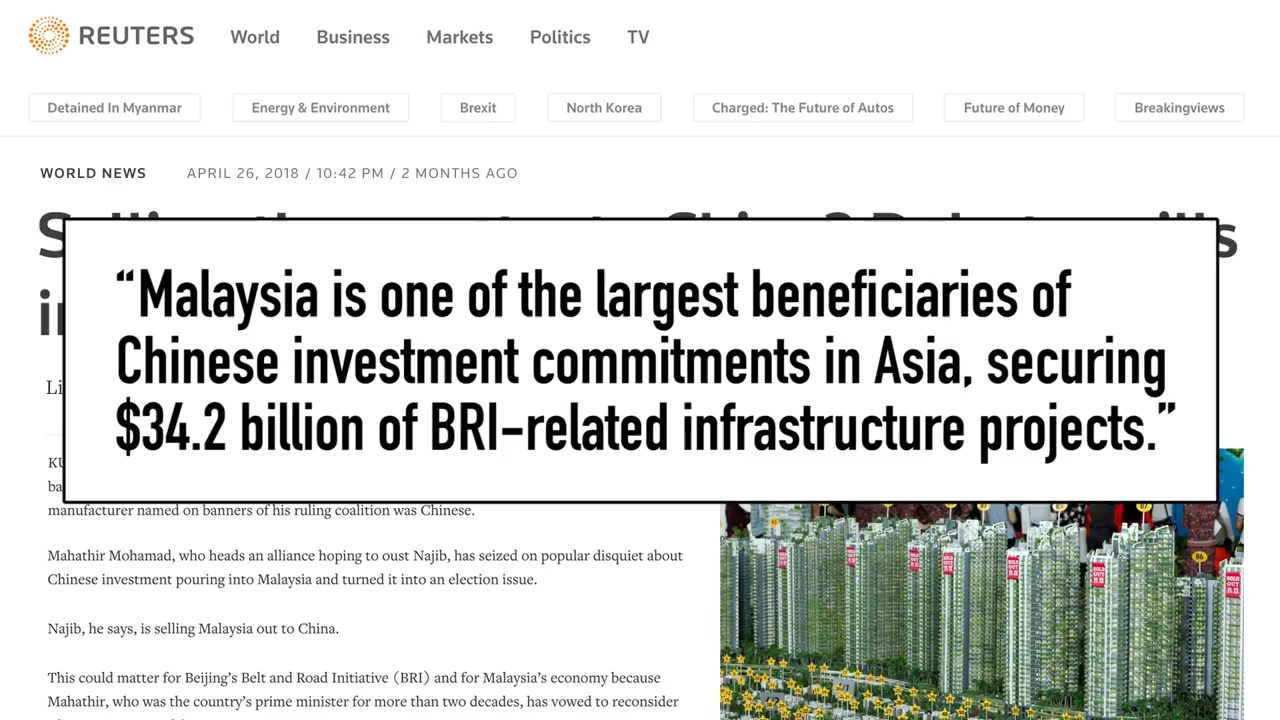 REUTERS World Business Markets Politics TV
Detained In Myanmar Energy & Environment Brexit North Korea Charged: The Future of Autos Future of Money Breakingviews
WORLD NEWS APRIL 26, 2018 / 10:42 PM / 2 MONTHS AGO
“Malaysia is one of the largest beneficiaries of
Chinese investment commitments in Asia, securing
$34.2 billion of BRI-related infrastructure projects.”
manufacturer named on banners of his ruling coalition was Chinese.
Mahathir Mohamad, who heads an alliance hoping to oust Najib, has seized on popular disquiet about
Chinese investment pouring into Malaysia and turned it into an election issue.
Najib, he says, is selling Malaysia out to China.
This could matter for Beijing’s Belt and Road Initiative (BRI) and for Malaysia’s economy because
Mahathir, who was the country’s prime minister for more than two decades, has vowed to reconsider
B6
SOLD OUT
SOLD OUT